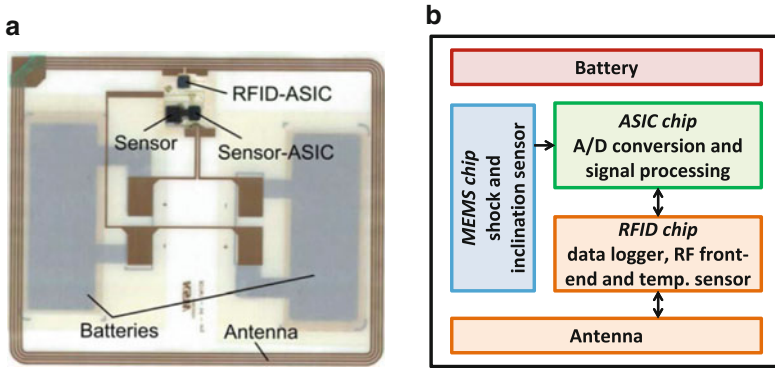 a
b
RFID-ASIC
Sensor
Sensor-ASIC
Batteries
Antenna
Battery
MEMS chip
shock and
inclination sensor
ASIC chip
A/D conversion and
signal processing
RFID chip
data logger, RF front-
end and temp. sensor
Antenna